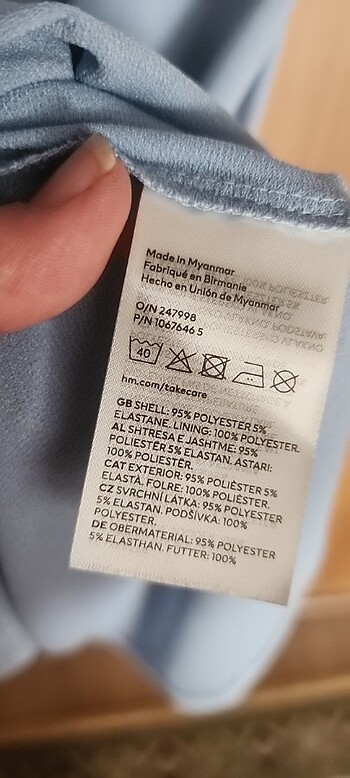 Made in Myanmar
Fabriqué en Birmanie
Hecho en Unión de Myanmar
O/N 247998
P/N 1067646 5
40
hm.com/takecare
GB SHELL: 95% POLYESTER 5%
ELASTANE. LINING: 100% POLYESTER.
AL SHTRESA E JASHTME: 95%
POLIESTËR 5% ELASTAN. ASTARI:
100% POLIESTËR.
CAT EXTERIOR: 95% POLIÈSTER 5%
ELASTÀ. FOLRE: 100% POLIÈSTER.
CZ SVRCHNÍ LÁTKA: 95% POLYESTER
5% ELASTAN. PODŠÍVKA: 100%
POLYESTER.
DE OBERMATERIAL: 95% POLYESTER
5% ELASTHAN. FUTTER: 100%